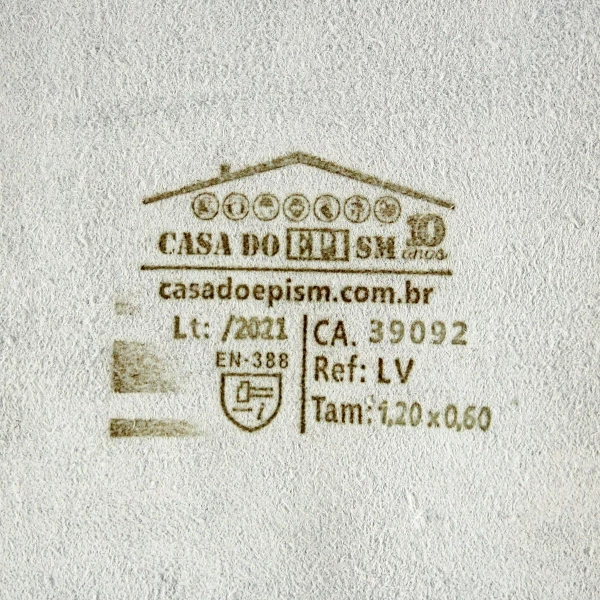 CASA DO EPI SM 10 anos
casadoepism.com.br
Lt: /2021
CA. 39092
EN-388
Ref: LV
Tam: 1,20 x 0,60